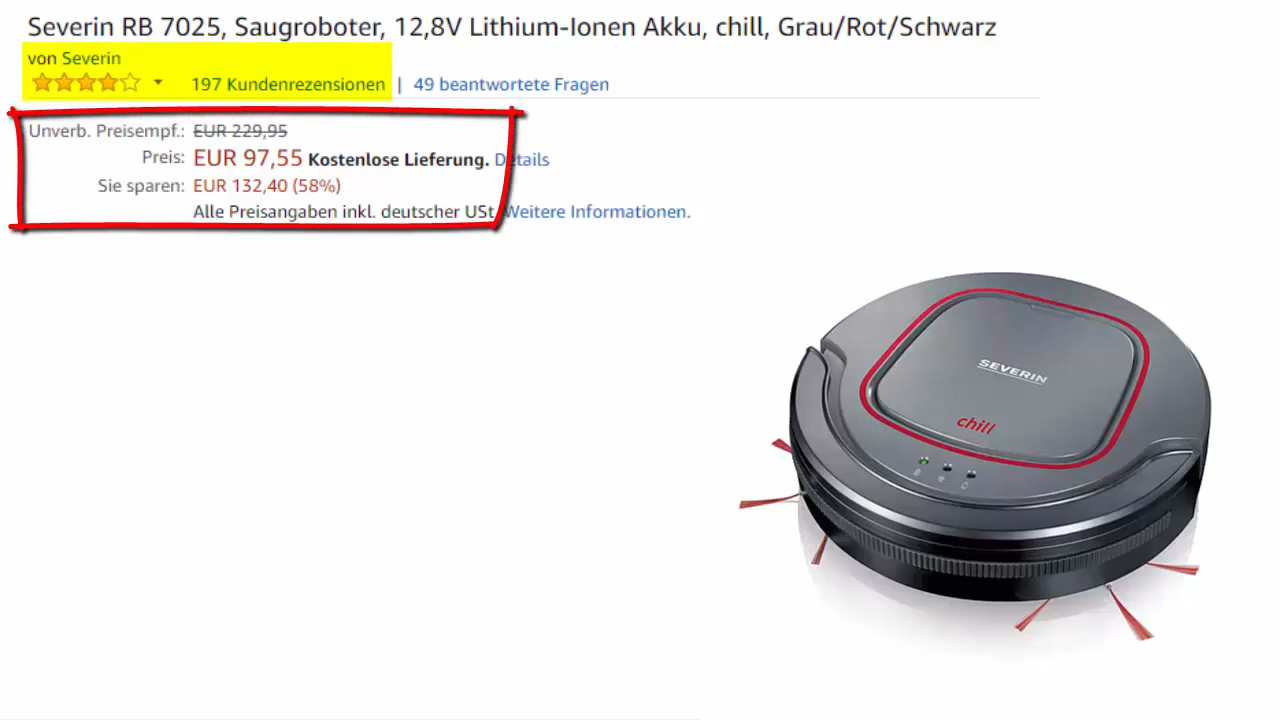 Severin RB 7025, Saugroboter, 12,8V Lithium-Ionen Akku, chill, Grau/Rot/Schwarz
von Severin
197 Kundenrezensionen | 49 beantwortete Fragen
Unverb. Preisempf.: EUR 229,95
Preis: EUR 97,55 Kostenlose Lieferung. Details
Sie sparen: EUR 132,40 (58%)
Alle Preisangaben inkl. deutscher USt. Weitere Informationen.
SEVERIN
chill